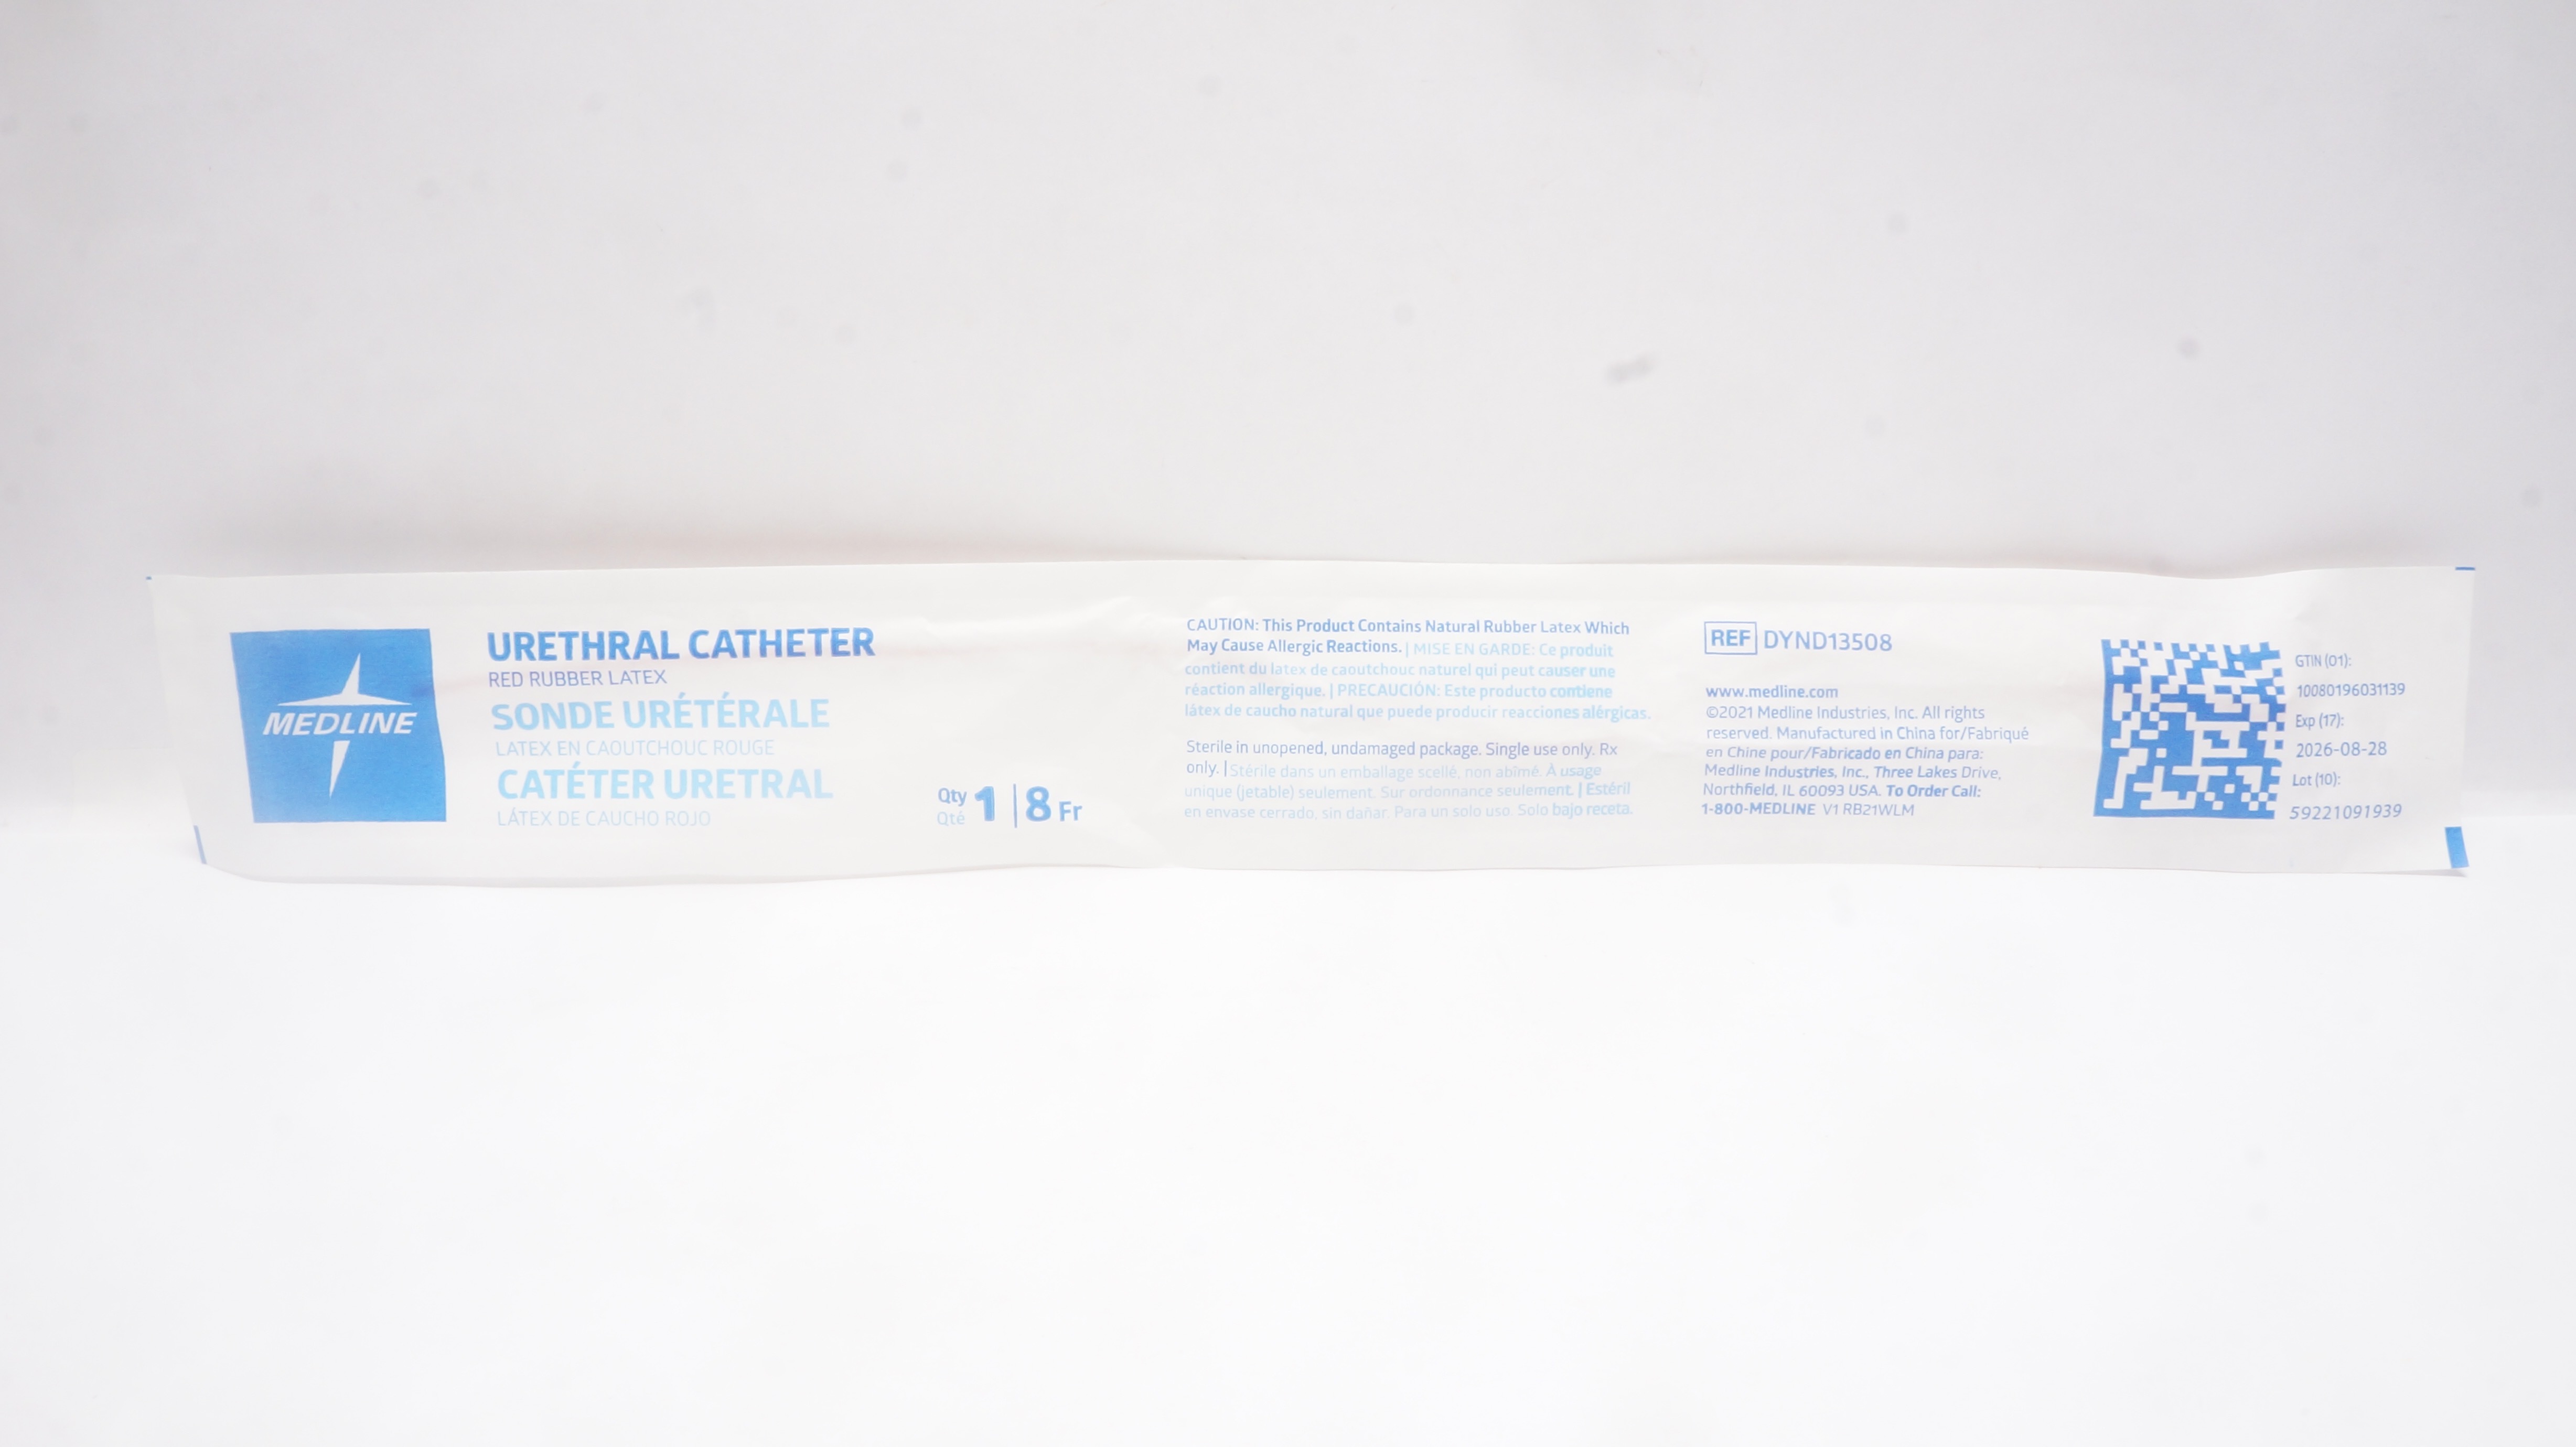 MEDLINE
URETHRAL CATHETER
RED RUBBER LATEX
SONDE URÉTÉRALE
LATEX EN CAOUTCHOUC ROUGE
CATÉTER URETRAL
LÁTEX DE CAUCHO ROJO
Qty
Qté
1 | 8 Fr
CAUTION: This Product Contains Natural Rubber Latex Which
May Cause Allergic Reactions. | MISE EN GARDE: Ce produit
contient du latex de caoutchouc naturel qui peut causer une
réaction allergique. | PRECAUCIÓN: Este producto contiene
látex de caucho natural que puede producir reacciones alérgicas.
Sterile in unopened, undamaged package. Single use only. Rx
only. | Stérile dans un emballage scellé, non abîmé. À usage
unique (jetable) seulement. Sur ordonnance seulement. | Estéril
en envase cerrado, sin dañar. Para un solo uso. Solo bajo receta.
REF DYND13508
www.medline.com
©2021 Medline Industries, Inc. All rights
reserved. Manufactured in China for/Fabriqué
en Chine pour/Fabricado en China para:
Medline Industries, Inc., Three Lakes Drive,
Northfield, IL 60093 USA. To Order Call:
1-800-MEDLINE V1 RB21WLM
GTIN (01):
10080196031139
Exp (17):
2026-08-28
Lot (10):
59221091939